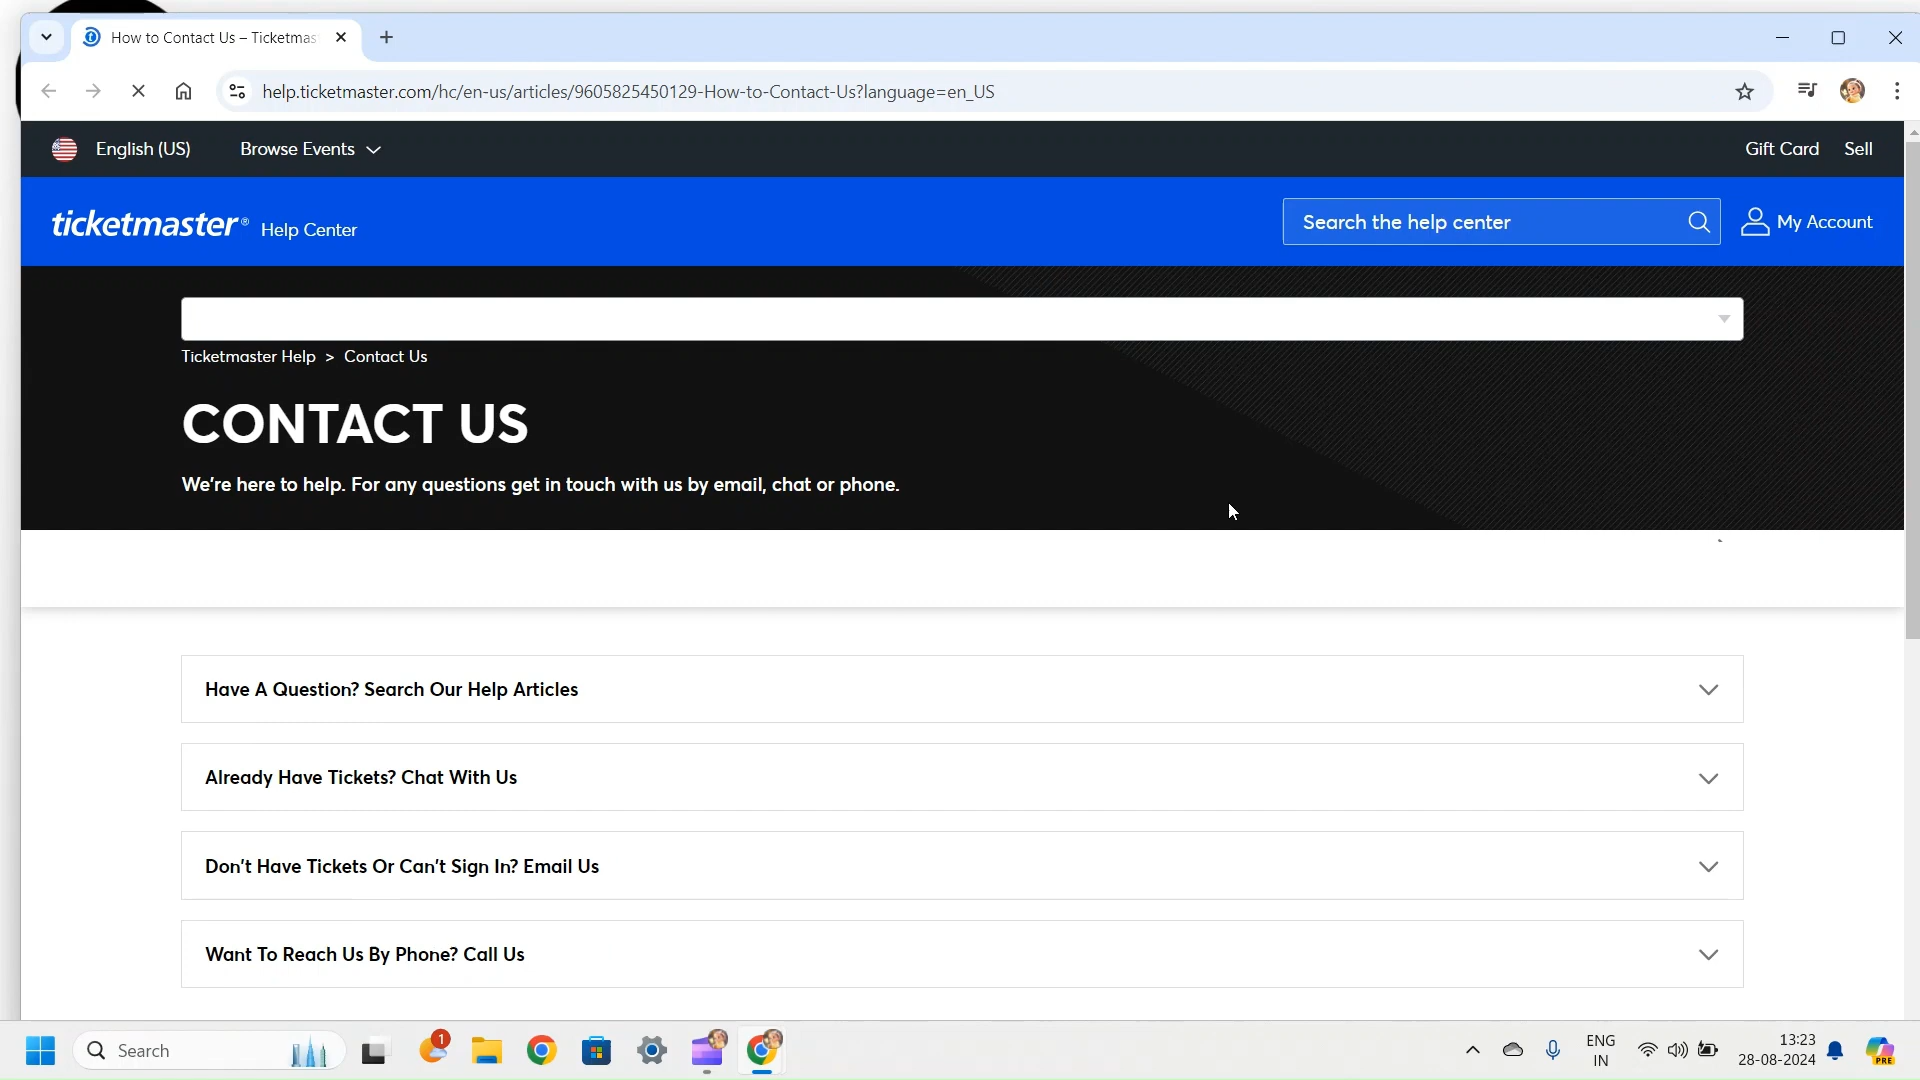 How to Contact Us – Ticketmas
help.ticketmaster.com/hc/en-us/articles/9605825450129-How-to-Contact-Us?language=en_US
English (US)
Browse Events
Gift Card
Sell
ticketmaster®
Help Center
Search the help center
My Account
Ticketmaster Help > Contact Us
CONTACT US
We're here to help. For any questions get in touch with us by email, chat or phone.
Have A Question? Search Our Help Articles
Already Have Tickets? Chat With Us
Don't Have Tickets Or Can't Sign In? Email Us
Want To Reach Us By Phone? Call Us
Search
1
ENG
IN
13:23
28-08-2024
PRE